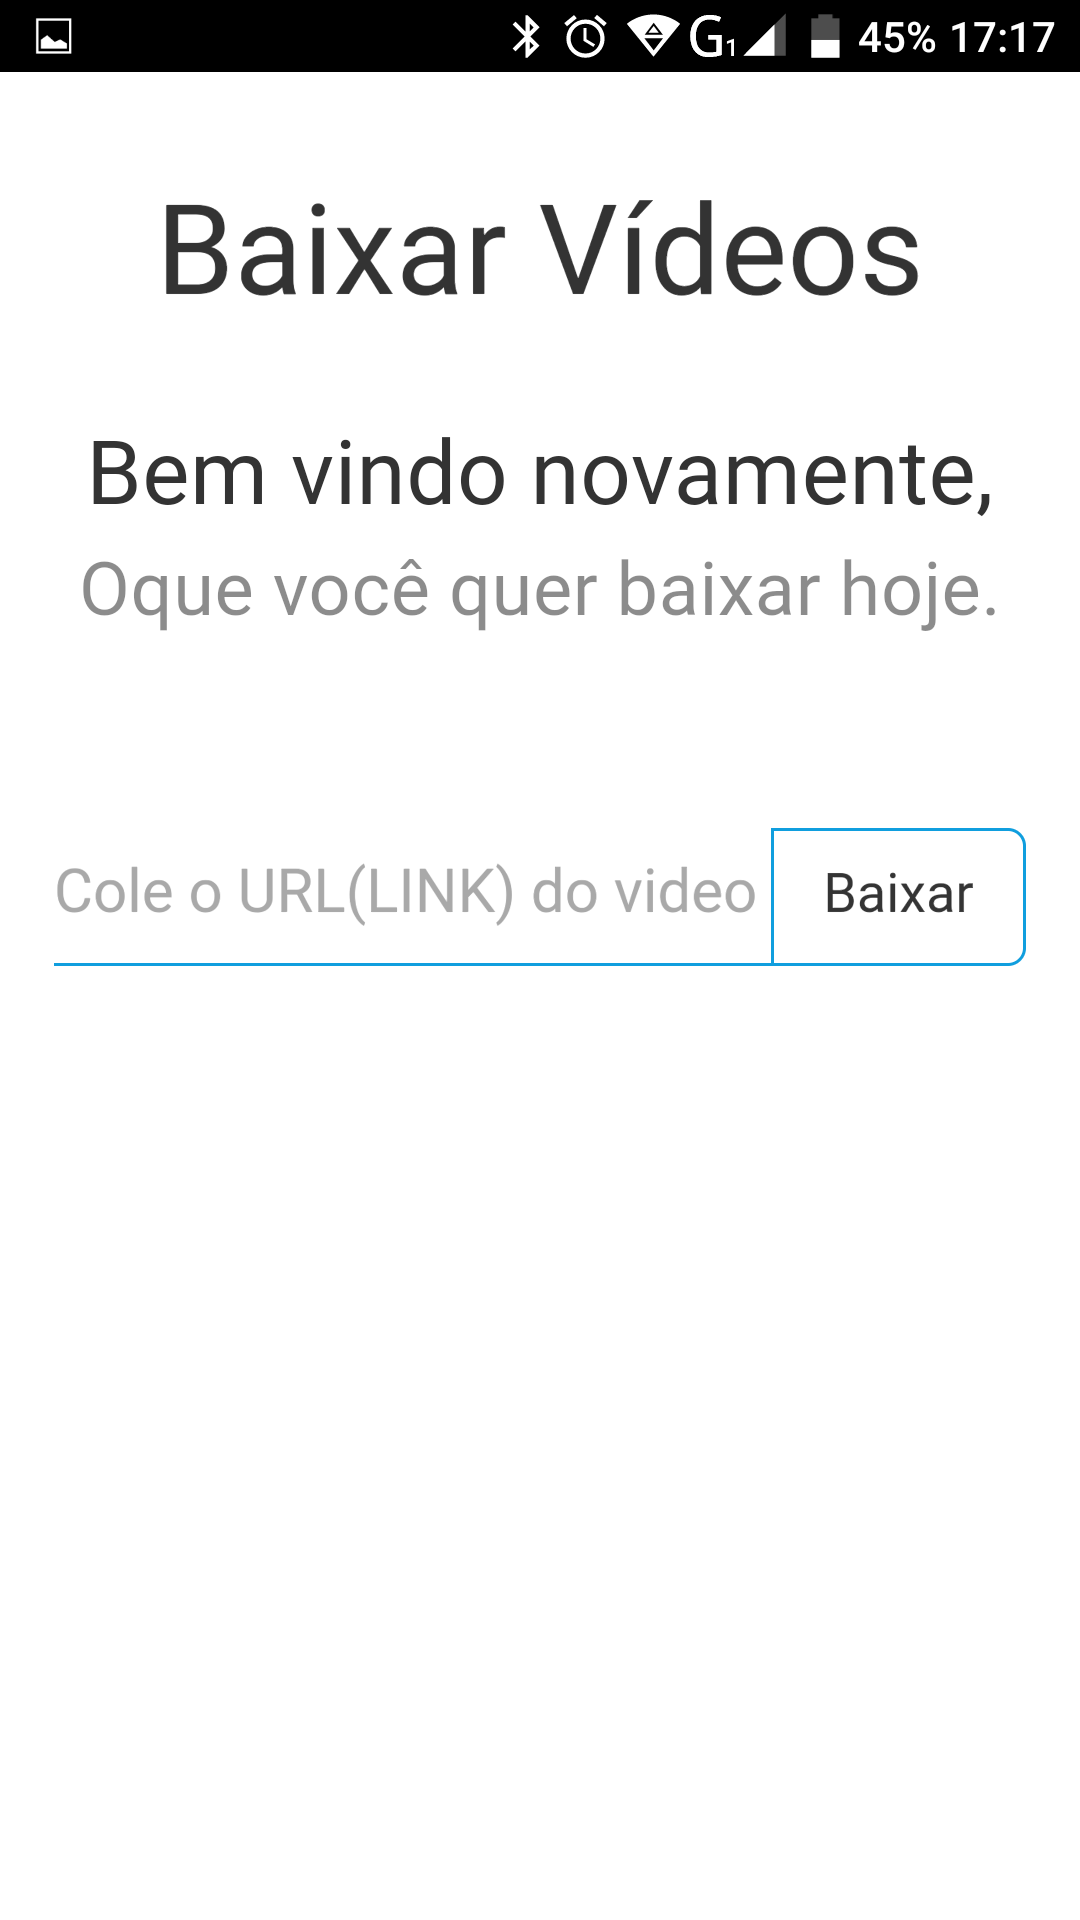 G1 45% 17:17
Baixar Vídeos
Bem vindo novamente,
Oque você quer baixar hoje.
Cole o URL(LINK) do video Baixar